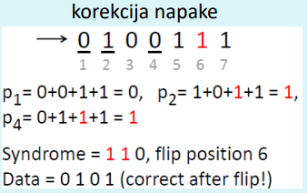 korekcija napake
→ 0 1 0 0 1 1 1
1 2 3 4 5 6 7
p₁= 0+0+1+1 = 0, p₂= 1+0+1+1 = 1,
p₄= 0+1+1+1 = 1
Syndrome = 1 1 0, flip position 6
Data = 0 1 0 1 (correct after flip!)